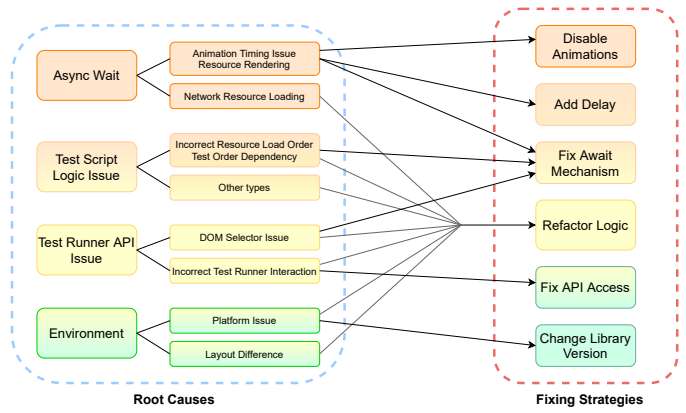 Async Wait
Animation Timing Issue
Resource Rendering
Network Resource Loading
Test Script
Logic Issue
Incorrect Resource Load Order
Test Order Dependency
Other types
Test Runner API
Issue
DOM Selector Issue
Incorrect Test Runner Interaction
Environment
Platform Issue
Layout Difference
Root Causes
Disable
Animations
Add Delay
Fix Await
Mechanism
Refactor Logic
Fix API Access
Change Library
Version
Fixing Strategies